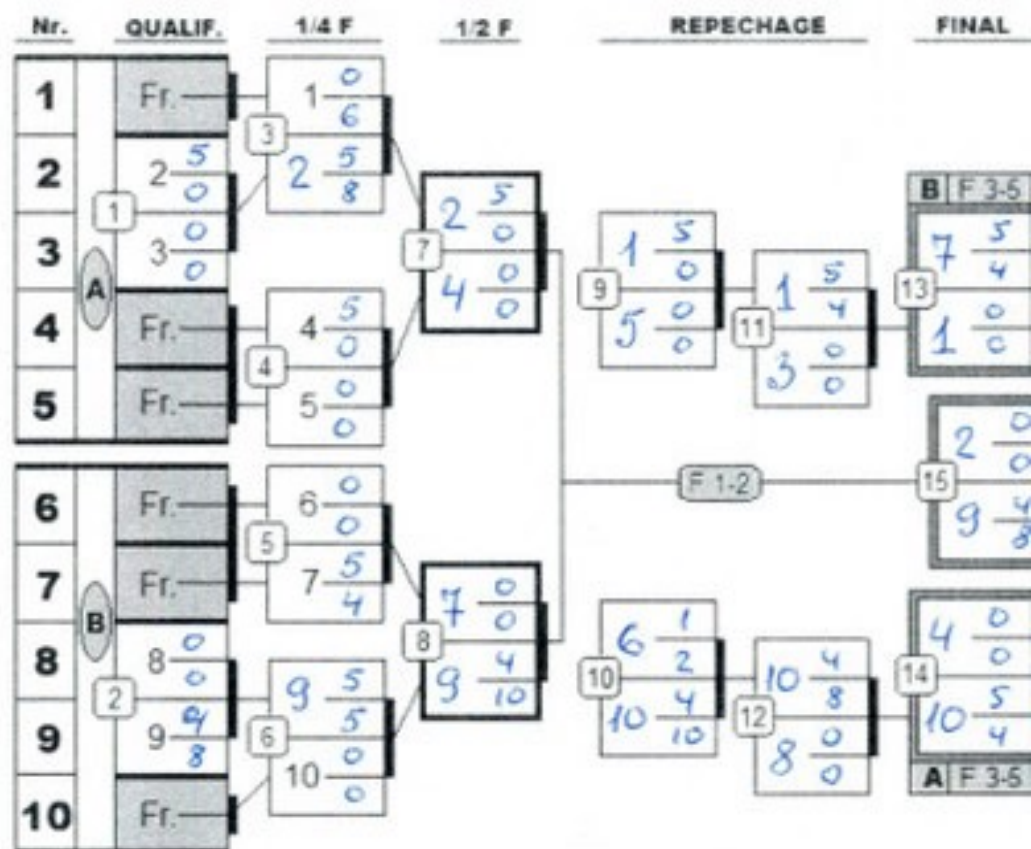 Nr. QUALIF. 1/4 F 1/2 F REPECHAGE FINAL
1 Fr. 3 1 0 6
2 1 2 5 0 2 5 8
3 A 3 0 0
4 Fr. 4 4 5 0
5 Fr. 5 0 0
7 2 5 0
4 0 0
9 1 5 0
5 0 0
11 1 5 4
3 0 0
B F 3-5
13 7 5 4
1 0 0
F 1-2
15 2 0 0
9 4 8
6 Fr. 5 6 0 0
7 Fr. 7 5 4
8 B 2 8 0 0 6 9 5 5
9 9 4 8 10 0 0
10 Fr.
8 7 0 0
9 4 10
10 6 1 2
10 4 10
12 10 4 8
8 0 0
14 4 0 0
10 5 4
A F 3-5